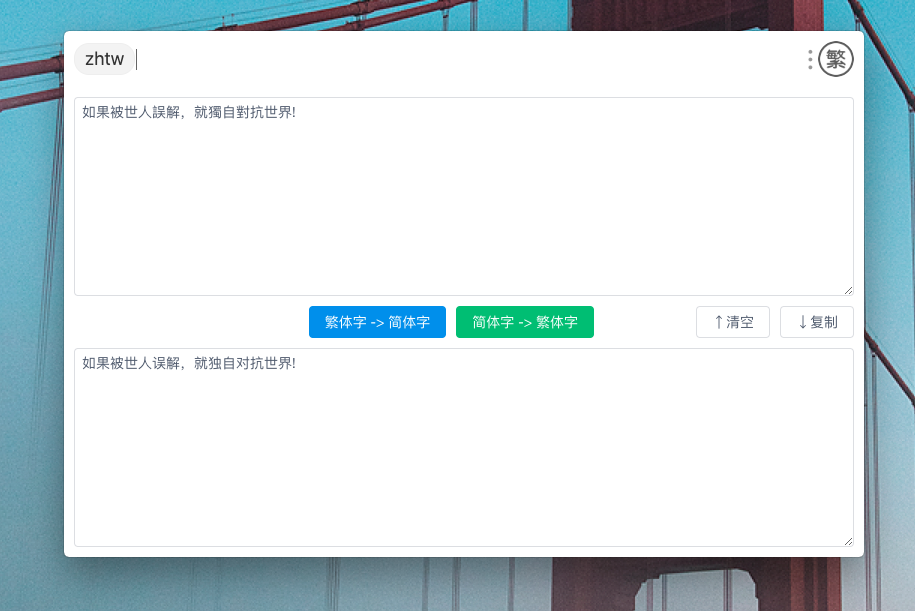 zhtw
繁
如果被世人誤解，就獨自對抗世界!
繁体字 -> 简体字
简体字 -> 繁体字
↑清空
↓复制
如果被世人误解，就独自对抗世界!